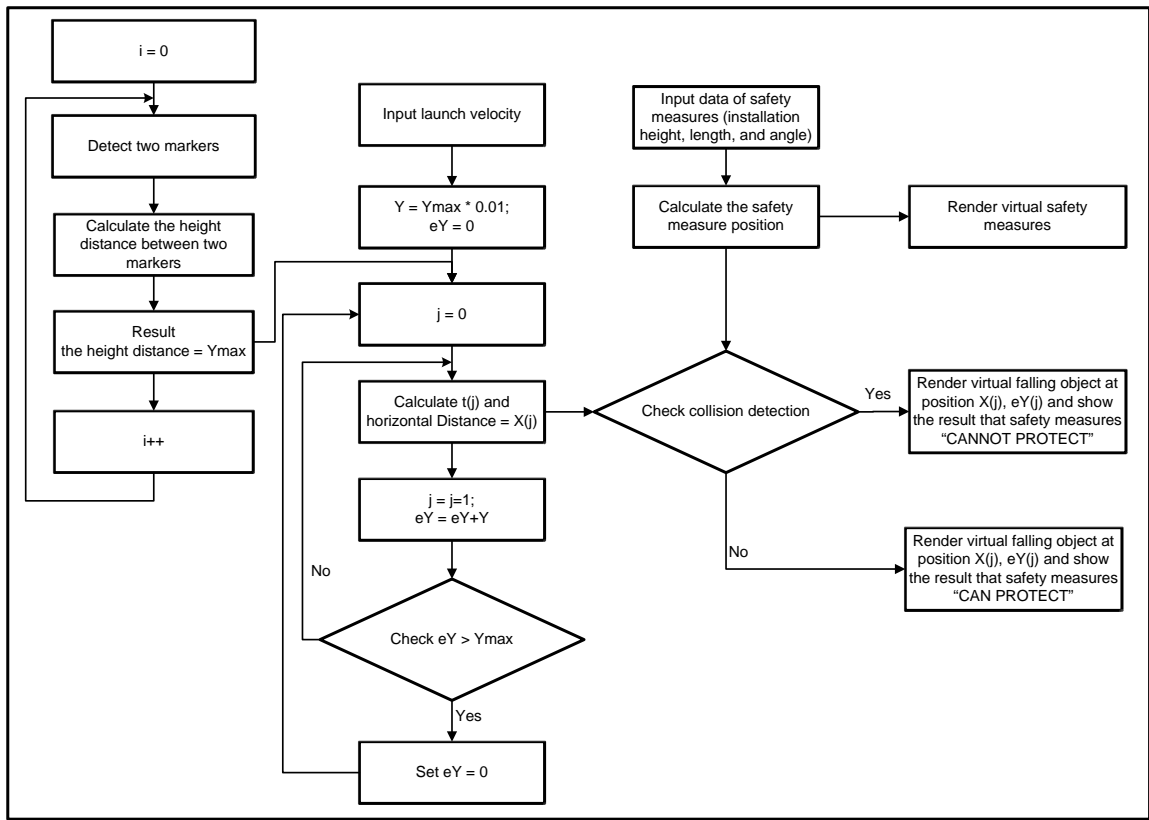 i = 0
Detect two markers
Calculate the height
distance between two
markers
Result
the height distance = Ymax
i++
Input launch velocity
Y = Ymax * 0.01;
eY = 0
j = 0
Calculate t(j) and
horizontal Distance = X(j)
j = j=1;
eY = eY+Y
No
Check eY > Ymax
Yes
Set eY = 0
Input data of safety
measures (installation
height, length, and angle)
Calculate the safety
measure position
Render virtual safety
measures
Check collision detection
Yes
Render virtual falling object at
position X(j), eY(j) and show
the result that safety measures
“CANNOT PROTECT”
No
Render virtual falling object at
position X(j), eY(j) and show
the result that safety measures
“CAN PROTECT”